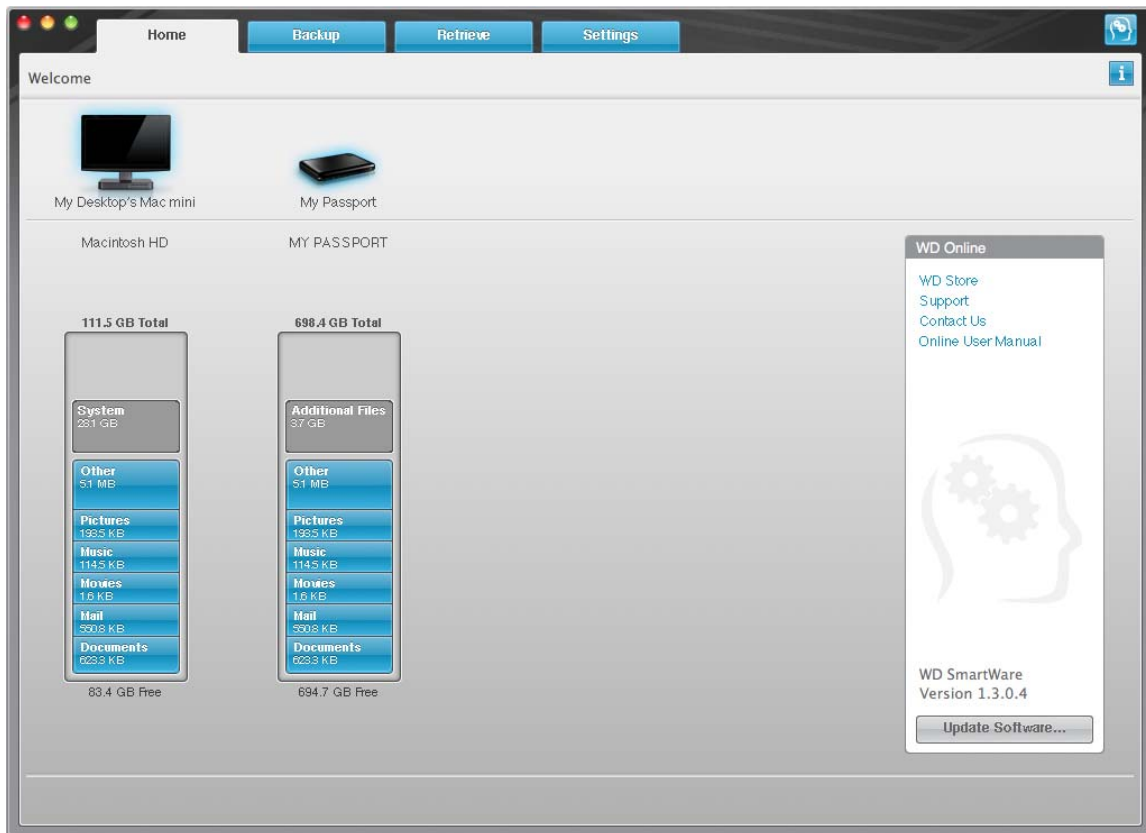 Home Backup Retrieve Settings
Welcome
i
My Desktop's Mac mini My Passport
Macintosh HD MY PASSPORT
111.5 GB Total 698.4 GB Total
System
28.1 GB
Other
5.1 MB
Pictures
193.5 KB
Music
114.5 KB
Movies
1.6 KB
Mail
550.8 KB
Documents
623.3 KB
83.4 GB Free
Additional Files
3.7 GB
Other
5.1 MB
Pictures
193.5 KB
Music
114.5 KB
Movies
1.6 KB
Mail
550.8 KB
Documents
623.3 KB
694.7 GB Free
WD Online
WD Store
Support
Contact Us
Online User Manual
WD SmartWare
Version 1.3.0.4
Update Software...